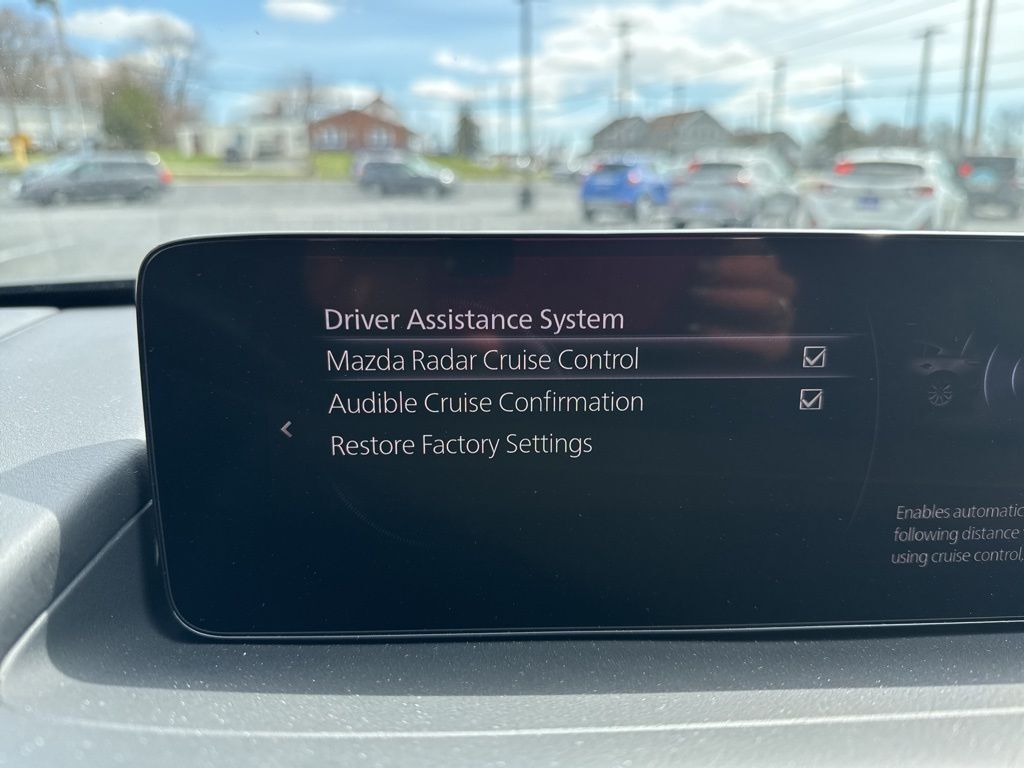 Driver Assistance System
Mazda Radar Cruise Control
Audible Cruise Confirmation
Restore Factory Settings
Enables automatic
following distance
using cruise control,